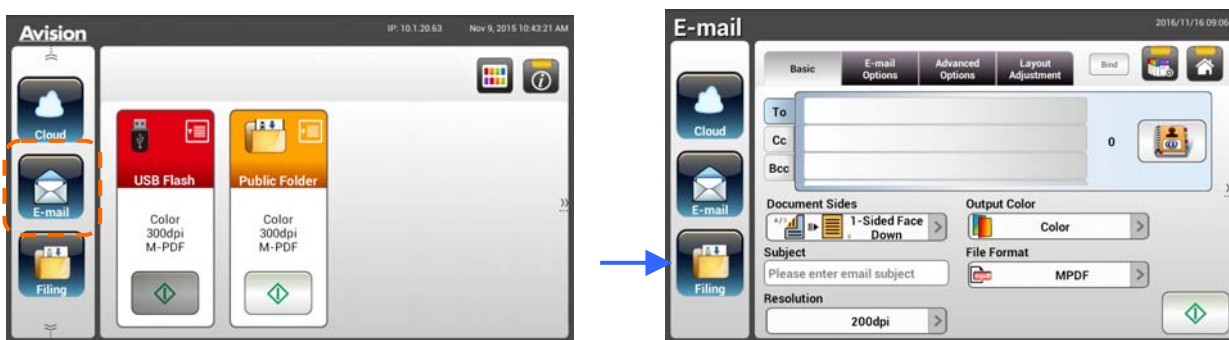 Avision
IP: 10.1.20.63 Nov 9, 2015 10:43:21 AM
Cloud
E-mail
Filing
USB Flash
Color
300dpi
M-PDF
Public Folder
Color
300dpi
M-PDF
E-mail
2016/11/16 09:06
Cloud
E-mail
Filing
Basic
E-mail
Options
Advanced
Options
Layout
Adjustment
Bind
To
Cc
Bcc
0
Document Sides
1-Sided Face
Down
Output Color
Color
Subject
Please enter email subject
File Format
MPDF
Resolution
200dpi